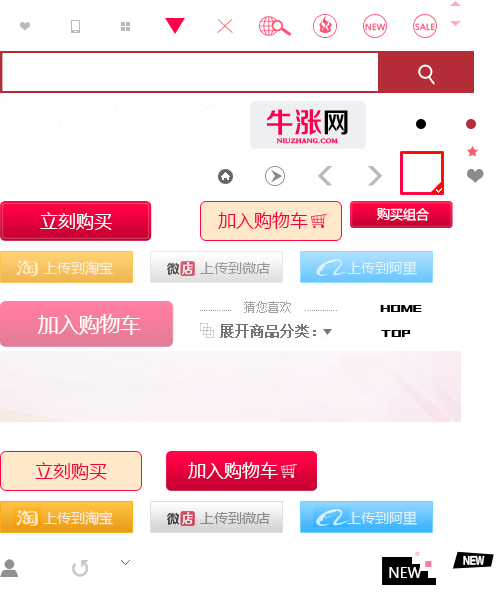 NEW
SALE
牛涨网
NIUZHANG.COM
立刻购买
加入购物车
购买组合
淘 上传到淘宝
微店 上传到微店
上传到阿里
加入购物车
猜您喜欢
展开商品分类：
HOME
TOP
立刻购买
加入购物车
淘 上传到淘宝
微店 上传到微店
上传到阿里
NEW
NEW